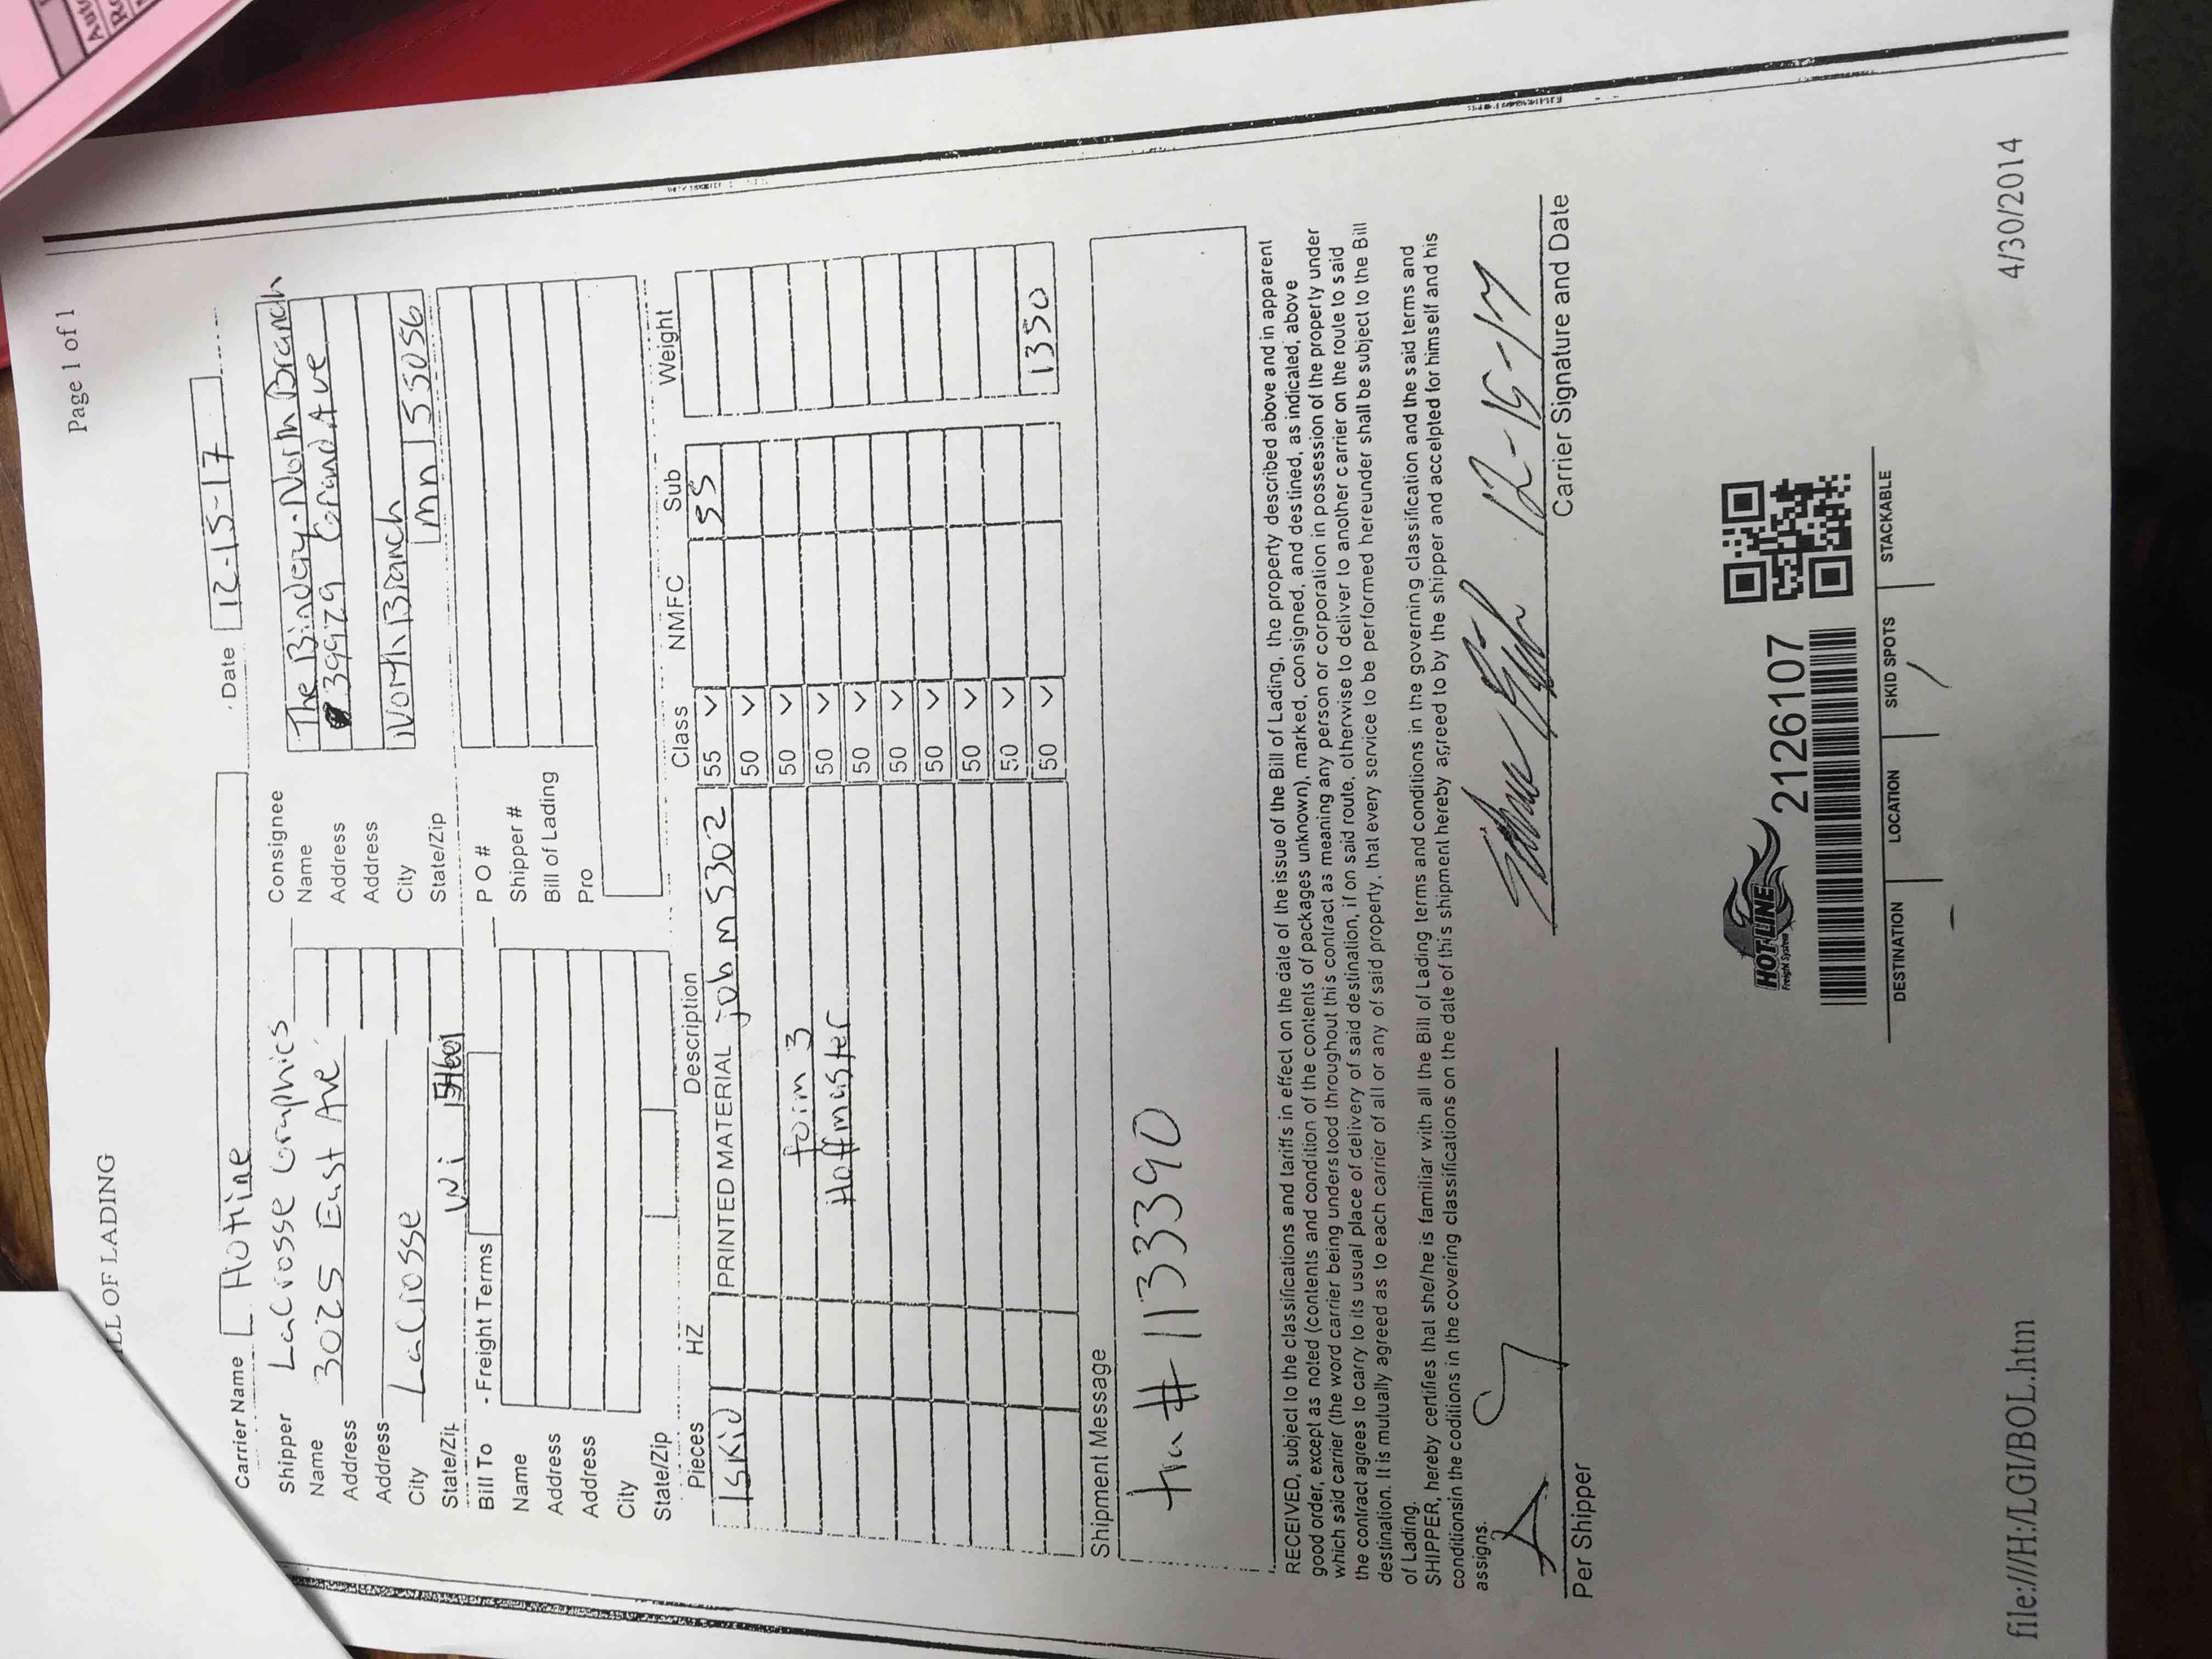 Page 1 of 1
ILL OF LADING
Carrier Name Hotine Date 12-15-17
Shipper LaCrosse Graphics Consignee
Name Name The Bindery-North Branch
Address 3025 East Ave Address 39929 Grand Ave
Address Address
City LaCrosse City North Branch
State/Zip Wi 54601 State/Zip mn 55056
Bill To - Freight Terms P O #
Name Shipper #
Address Bill of Lading
Address Pro
City
State/Zip
Pieces HZ Description Class NMFC Sub Weight
1 SKID PRINTED MATERIAL job M5302 55 55
50
form 3 50
Hoffmaster 50
50
50
50
50
50
50 1350
Shipment Message
# 1133390
RECEIVED, subject to the classifications and tariffs in effect on the date of the issue of the Bill of Lading, the property described above and in apparent
good order, except as noted (contents and condition of the contents of packages unknown), marked, consigned, and destined, as indicated, above
which said carrier (the word carrier being understood throughout this contract as meaning any person or corporation in possession of the property under
the contract agrees to carry to its usual place of delivery of said destination, if on said route, otherwise to deliver to another carrier on the route to said
destination. It is mutually agreed as to each carrier of all or any of said property, that every service to be performed hereunder shall be subject to the Bill
of Lading.
SHIPPER, hereby certifies that she/he is familiar with all the Bill of Lading terms and conditions in the governing classification and the said terms and
conditionsin the coditions in the covering classifications on the date of this shipment hereby agreed to by the shipper and accelpted for himself and his
assigns.
12-15-17
Per Shipper Carrier Signature and Date
HOT LINE
Freight System
2126107
DESTINATION LOCATION SKID SPOTS STACKABLE
1
file:///H:/LGI/BOL.htm 4/30/2014